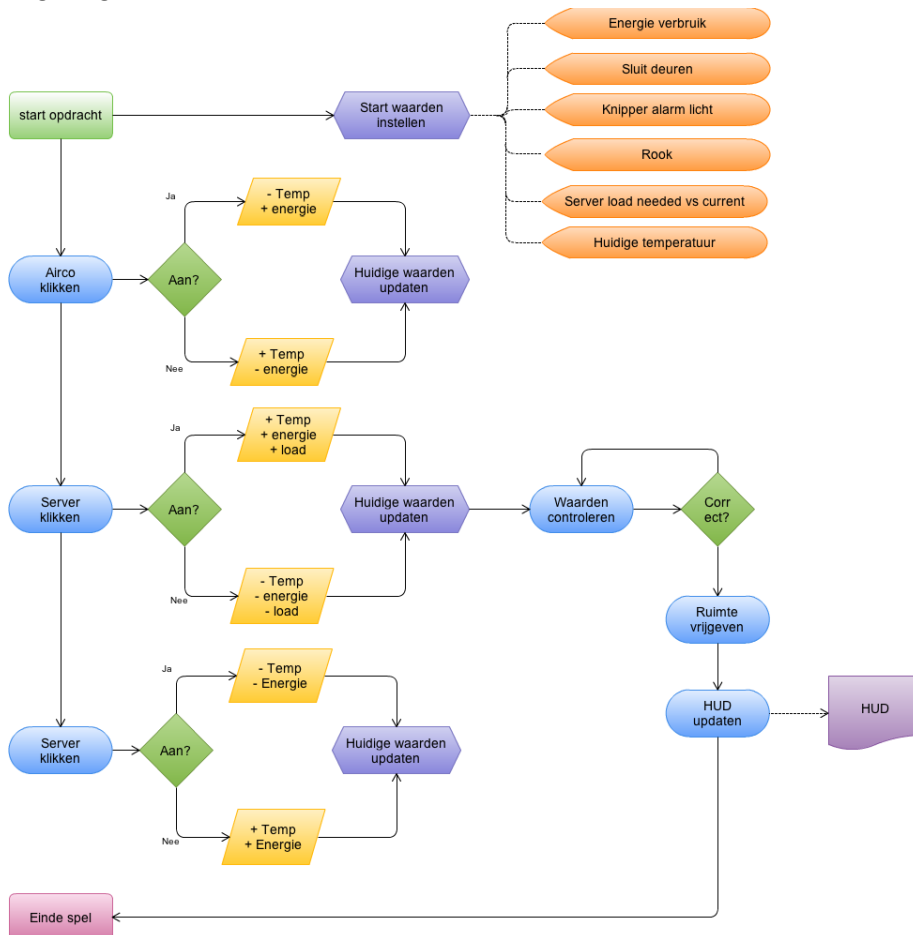 Energie verbruik
Sluit deuren
start opdracht
Start waarden
instellen
Knipper alarm licht
Rook
Server load needed vs current
Huidige temperatuur
Ja
- Temp
+ energie
Airco
klikken
Aan?
Huidige waarden
updaten
Nee
+ Temp
- energie
Ja
+ Temp
+ energie
+ load
Server
klikken
Aan?
Huidige waarden
updaten
Waarden
controleren
Corr
ect?
Nee
- Temp
- energie
- load
Ruimte
vrijgeven
Ja
- Temp
- Energie
HUD
updaten
HUD
Server
klikken
Aan?
Huidige waarden
updaten
Nee
+ Temp
+ Energie
Einde spel